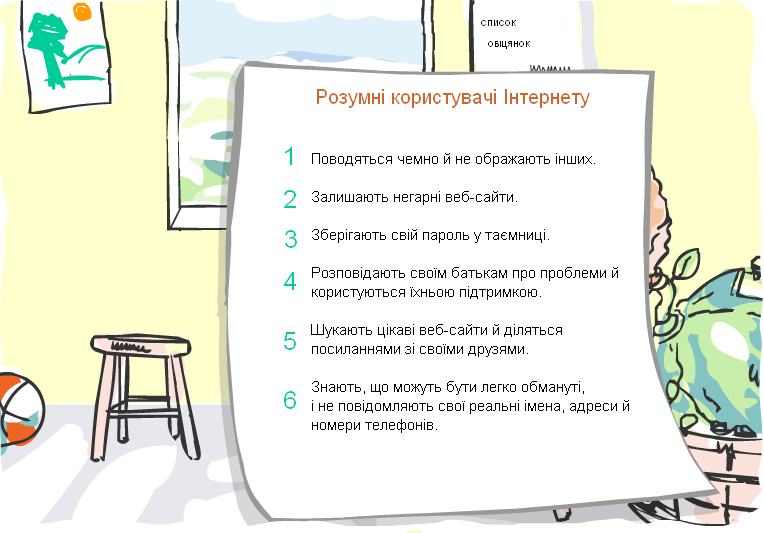 список
обіцянок
Розумні користувачі Інтернету
1 Поводяться чемно й не ображають інших.
2 Залишають негарні веб-сайти.
3 Зберігають свій пароль у таємниці.
4 Розповідають своїм батькам про проблеми й
користуються їхньою підтримкою.
5 Шукають цікаві веб-сайти й діляться
посиланнями зі своїми друзями.
6 Знають, що можуть бути легко обмануті,
і не повідомляють свої реальні імена, адреси й
номери телефонів.